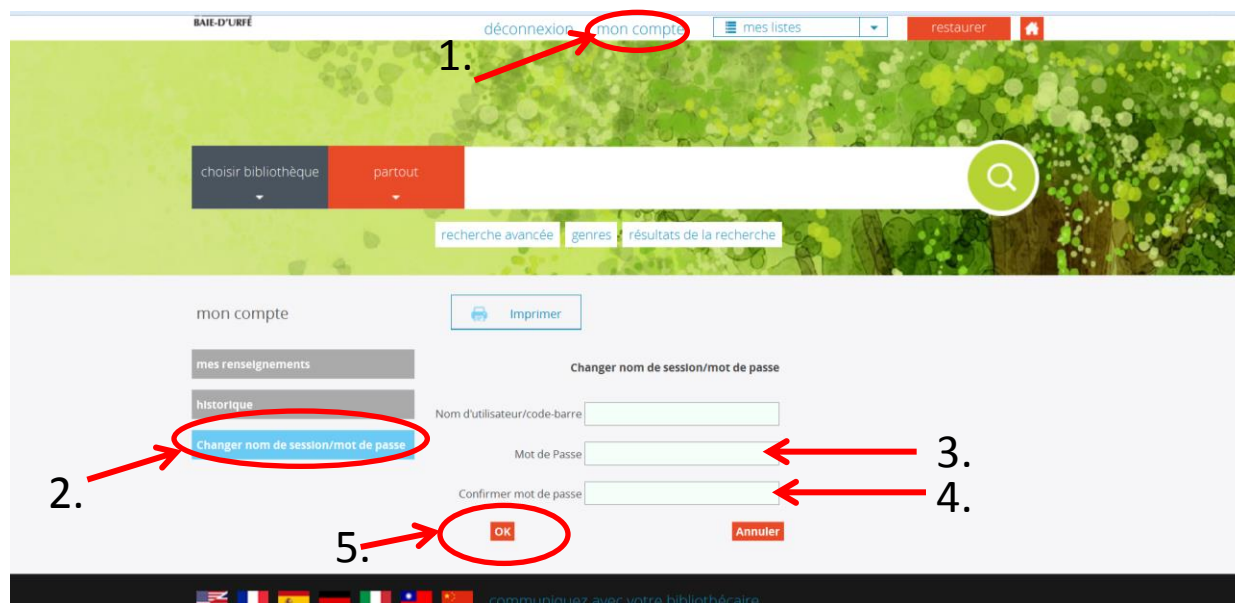 BAIE-D'URFÉ
déconnexion mon compte mes listes restaurer
1.
choisir bibliothèque partout
recherche avancée genres résultats de la recherche
mon compte Imprimer
mes renseignements
Changer nom de session/mot de passe
historique
Nom d'utilisateur/code-barre
Changer nom de session/mot de passe
Mot de Passe 3.
2.
Confirmer mot de passe 4.
5. OK Annuler
communiquez avec votre bibliothécaire